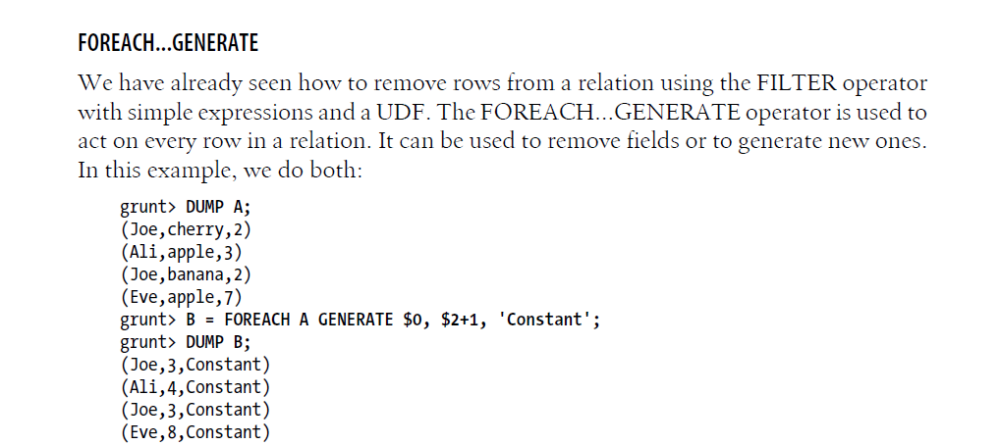 FOREACH...GENERATE
We have already seen how to remove rows from a relation using the FILTER operator
with simple expressions and a UDF. The FOREACH...GENERATE operator is used to
act on every row in a relation. It can be used to remove fields or to generate new ones.
In this example, we do both:
grunt> DUMP A;
(Joe,cherry,2)
(Ali,apple,3)
(Joe,banana,2)
(Eve,apple,7)
grunt> B = FOREACH A GENERATE $0, $2+1, 'Constant';
grunt> DUMP B;
(Joe,3,Constant)
(Ali,4,Constant)
(Joe,3,Constant)
(Eve,8,Constant)